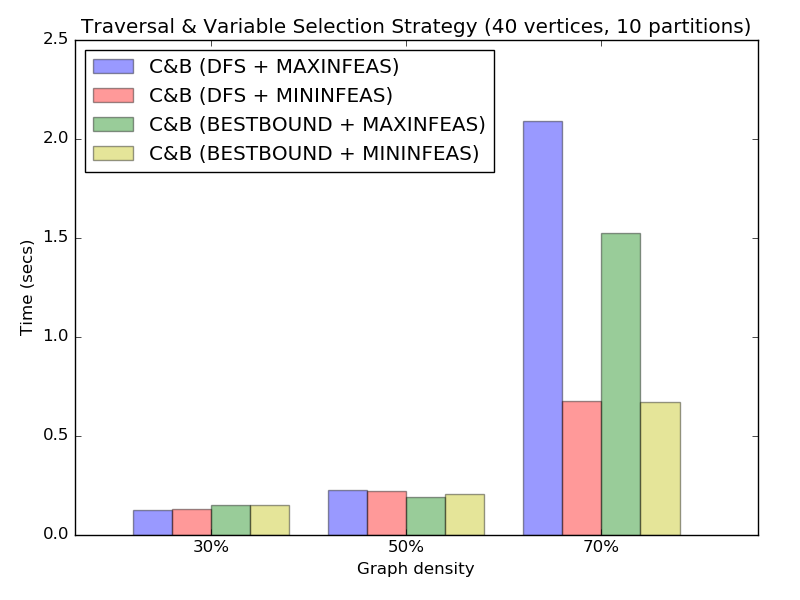 Traversal & Variable Selection Strategy (40 vertices, 10 partitions)
C&B (DFS + MAXINFEAS)
C&B (DFS + MININFEAS)
C&B (BESTBOUND + MAXINFEAS)
C&B (BESTBOUND + MININFEAS)
Time (secs)
2.5
2.0
1.5
1.0
0.5
0.0
30%
50%
70%
Graph density